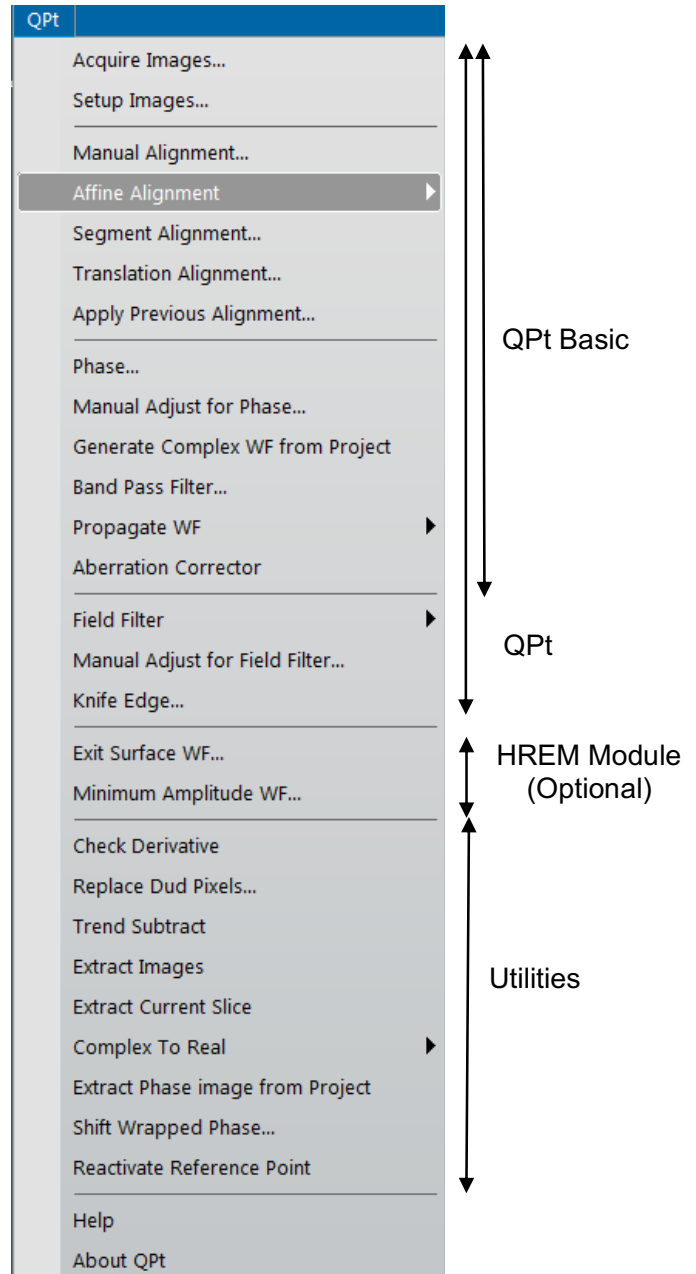 QPt
Acquire Images...
Setup Images...
Manual Alignment...
Affine Alignment
Segment Alignment...
Translation Alignment...
Apply Previous Alignment...
Phase...
Manual Adjust for Phase...
Generate Complex WF from Project
Band Pass Filter...
Propagate WF
Aberration Corrector
Field Filter
Manual Adjust for Field Filter...
Knife Edge...
Exit Surface WF...
Minimum Amplitude WF...
Check Derivative
Replace Dud Pixels...
Trend Subtract
Extract Images
Extract Current Slice
Complex To Real
Extract Phase image from Project
Shift Wrapped Phase...
Reactivate Reference Point
Help
About QPt
QPt Basic
QPt
HREM Module
(Optional)
Utilities